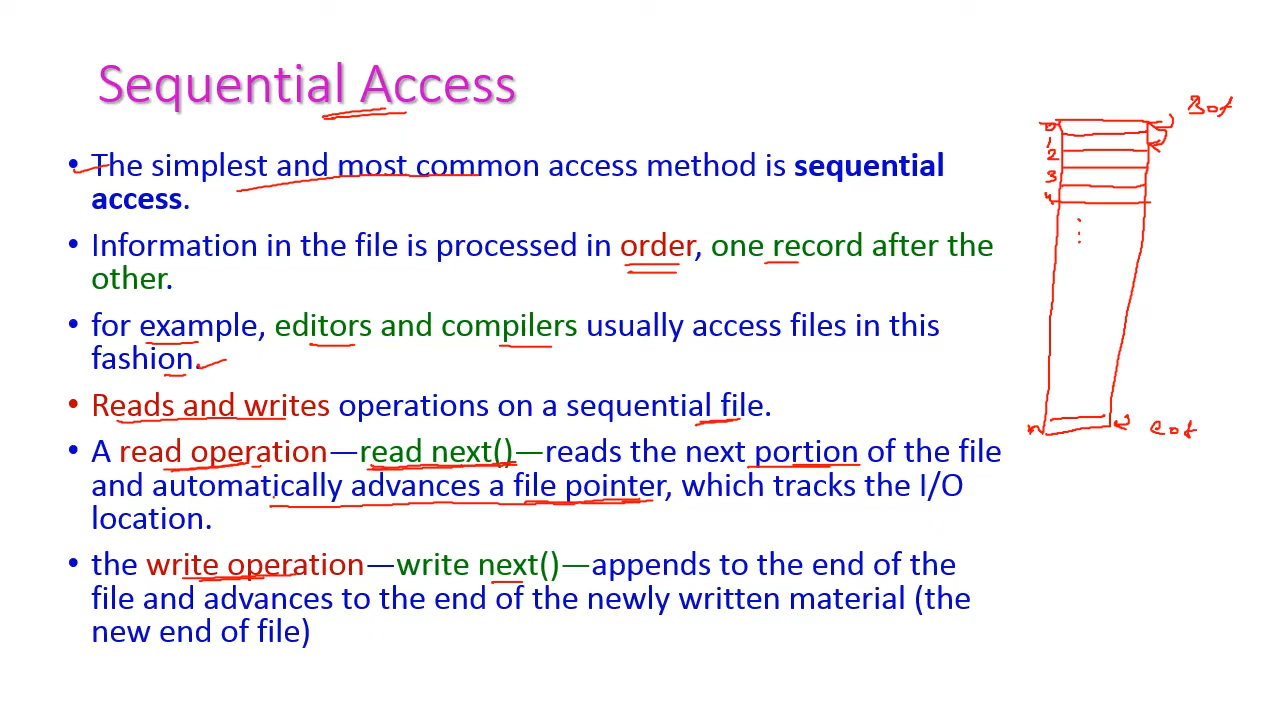 Sequential Access
• The simplest and most common access method is sequential
access.
• Information in the file is processed in order, one record after the
other.
• for example, editors and compilers usually access files in this
fashion.
• Reads and writes operations on a sequential file.
• A read operation—read next()—reads the next portion of the file
and automatically advances a file pointer, which tracks the I/O
location.
• the write operation—write next()—appends to the end of the
file and advances to the end of the newly written material (the
new end of file)
Bof
0
1
2
3
4
n
eof